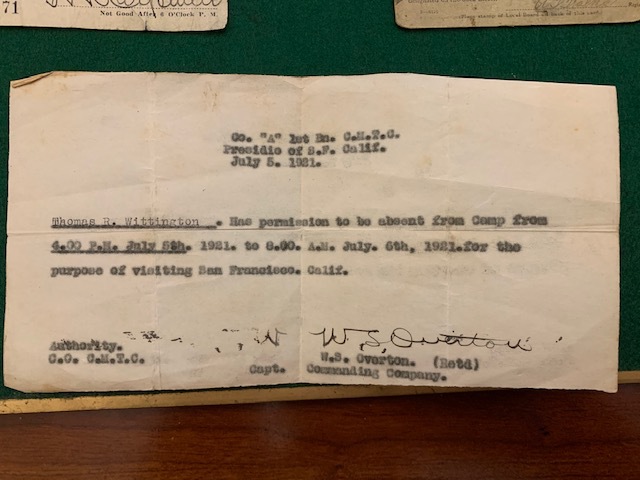 71
Not Good After 6 O'Clock P. M.
Co. "A" 1st Bn. C.M.T.C.
Presidio of S.F. Calif.
July 5. 1921.
Thomas R. Wittington . Has permission to be absent from Camp from
4.00 P.M. July 5th. 1921. to 8.00. A.M. July. 6th, 1921.for the
purpose of visiting San Francisco. Calif.
W S Overton
Authority.
W.S. Overton. (Retd)
C.O. C.M.T.C.
Capt. Commanding Company.